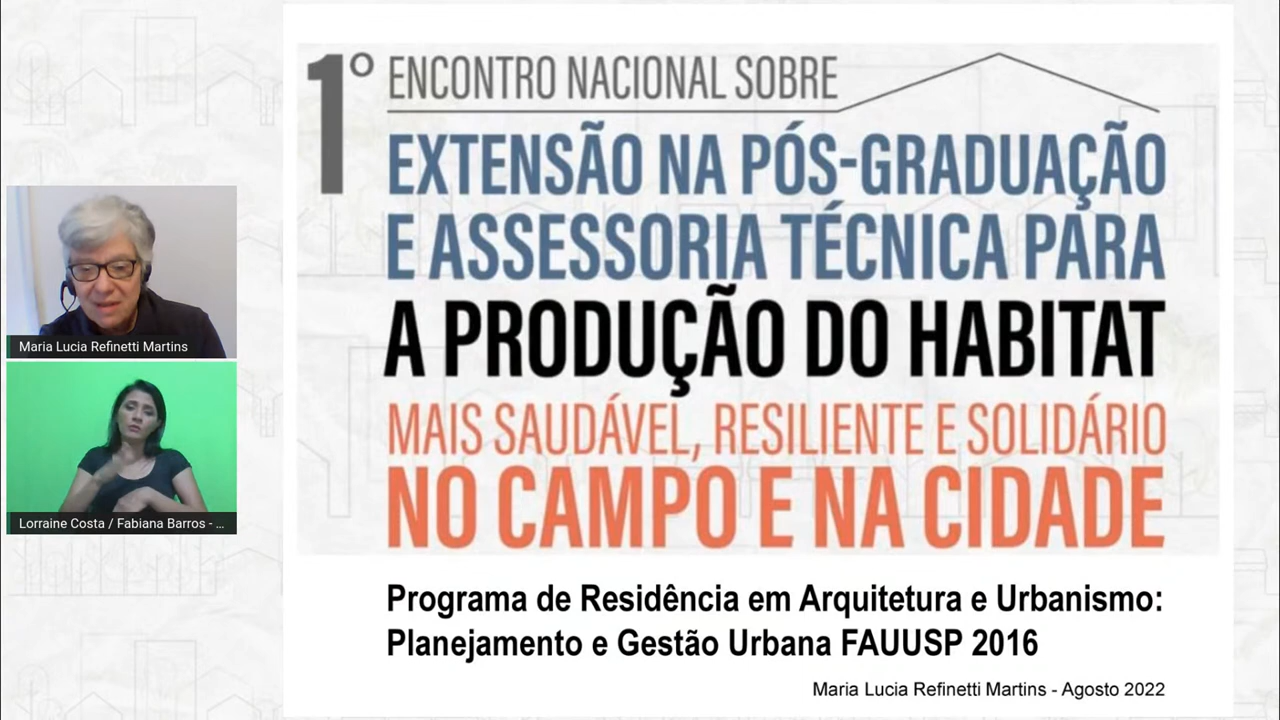 1º ENCONTRO NACIONAL SOBRE
EXTENSÃO NA PÓS-GRADUAÇÃO
E ASSESSORIA TÉCNICA PARA
A PRODUÇÃO DO HABITAT
MAIS SAUDÁVEL, RESILIENTE E SOLIDÁRIO
NO CAMPO E NA CIDADE
Programa de Residência em Arquitetura e Urbanismo:
Planejamento e Gestão Urbana FAUUSP 2016
Maria Lucia Refinetti Martins - Agosto 2022
Maria Lucia Refinetti Martins
Lorraine Costa / Fabiana Barros - ...